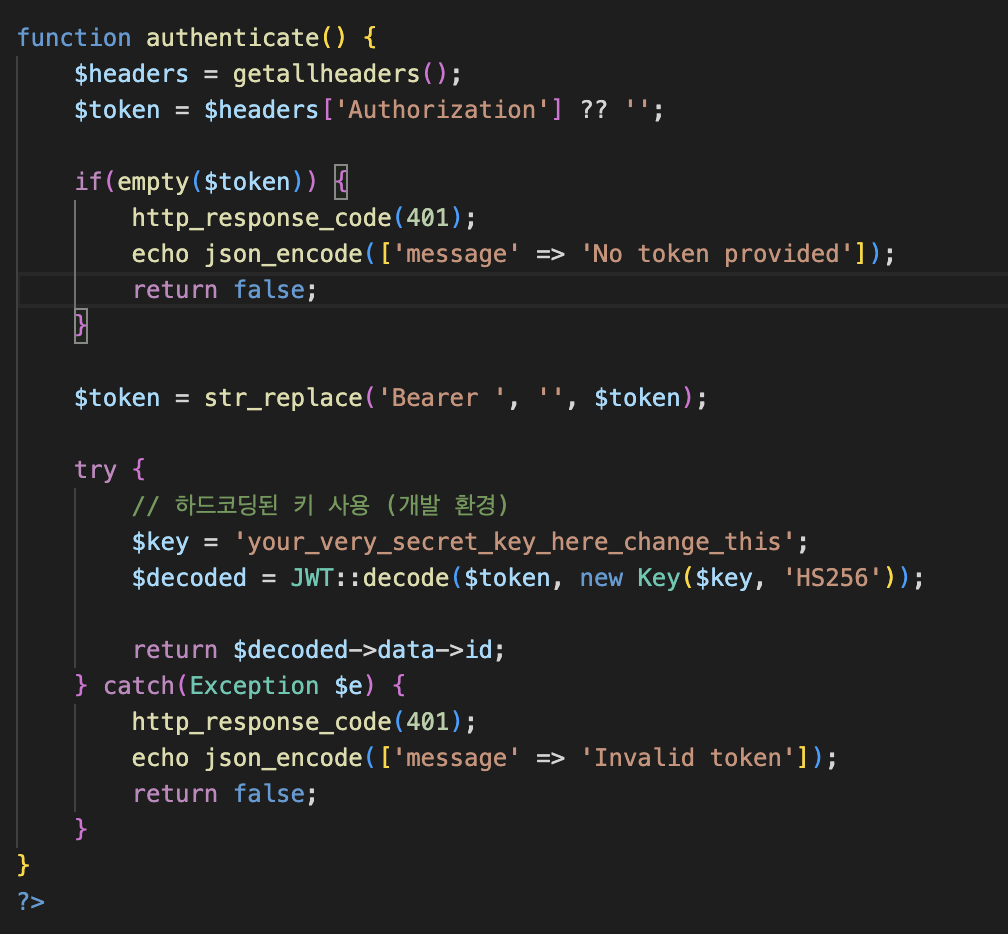 function authenticate() {
    $headers = getallheaders();
    $token = $headers['Authorization'] ?? '';

    if(empty($token)) {
        http_response_code(401);
        echo json_encode(['message' => 'No token provided']);
        return false;
    }

    $token = str_replace('Bearer ', '', $token);

    try {
        // 하드코딩된 키 사용 (개발 환경)
        $key = 'your_very_secret_key_here_change_this';
        $decoded = JWT::decode($token, new Key($key, 'HS256'));

        return $decoded->data->id;
    } catch(Exception $e) {
        http_response_code(401);
        echo json_encode(['message' => 'Invalid token']);
        return false;
    }
}
?>